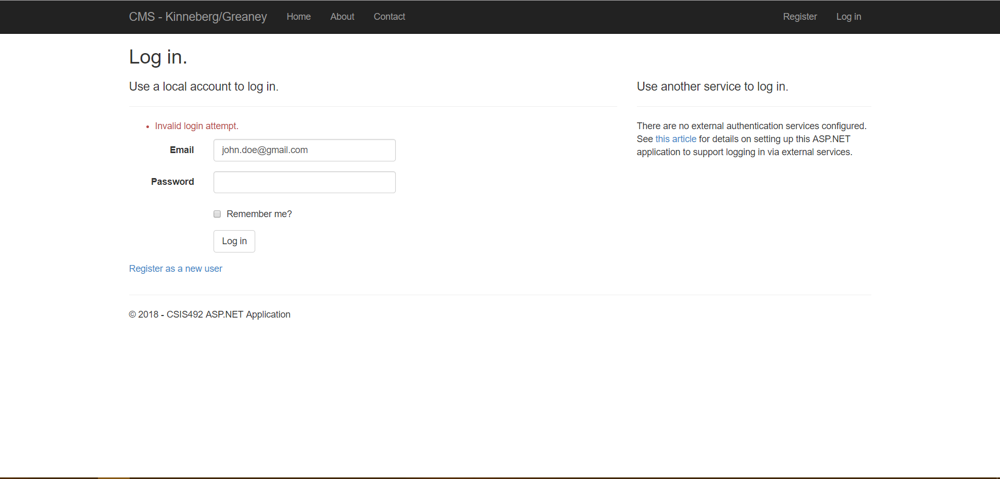 CMS - Kinneberg/Greaney Home About Contact Register Log in
Log in.
Use a local account to log in.
Invalid login attempt.
Email john.doe@gmail.com
Password
Remember me?
Log in
Register as a new user
Use another service to log in.
There are no external authentication services configured.
See this article for details on setting up this ASP.NET
application to support logging in via external services.
© 2018 - CSIS492 ASP.NET Application